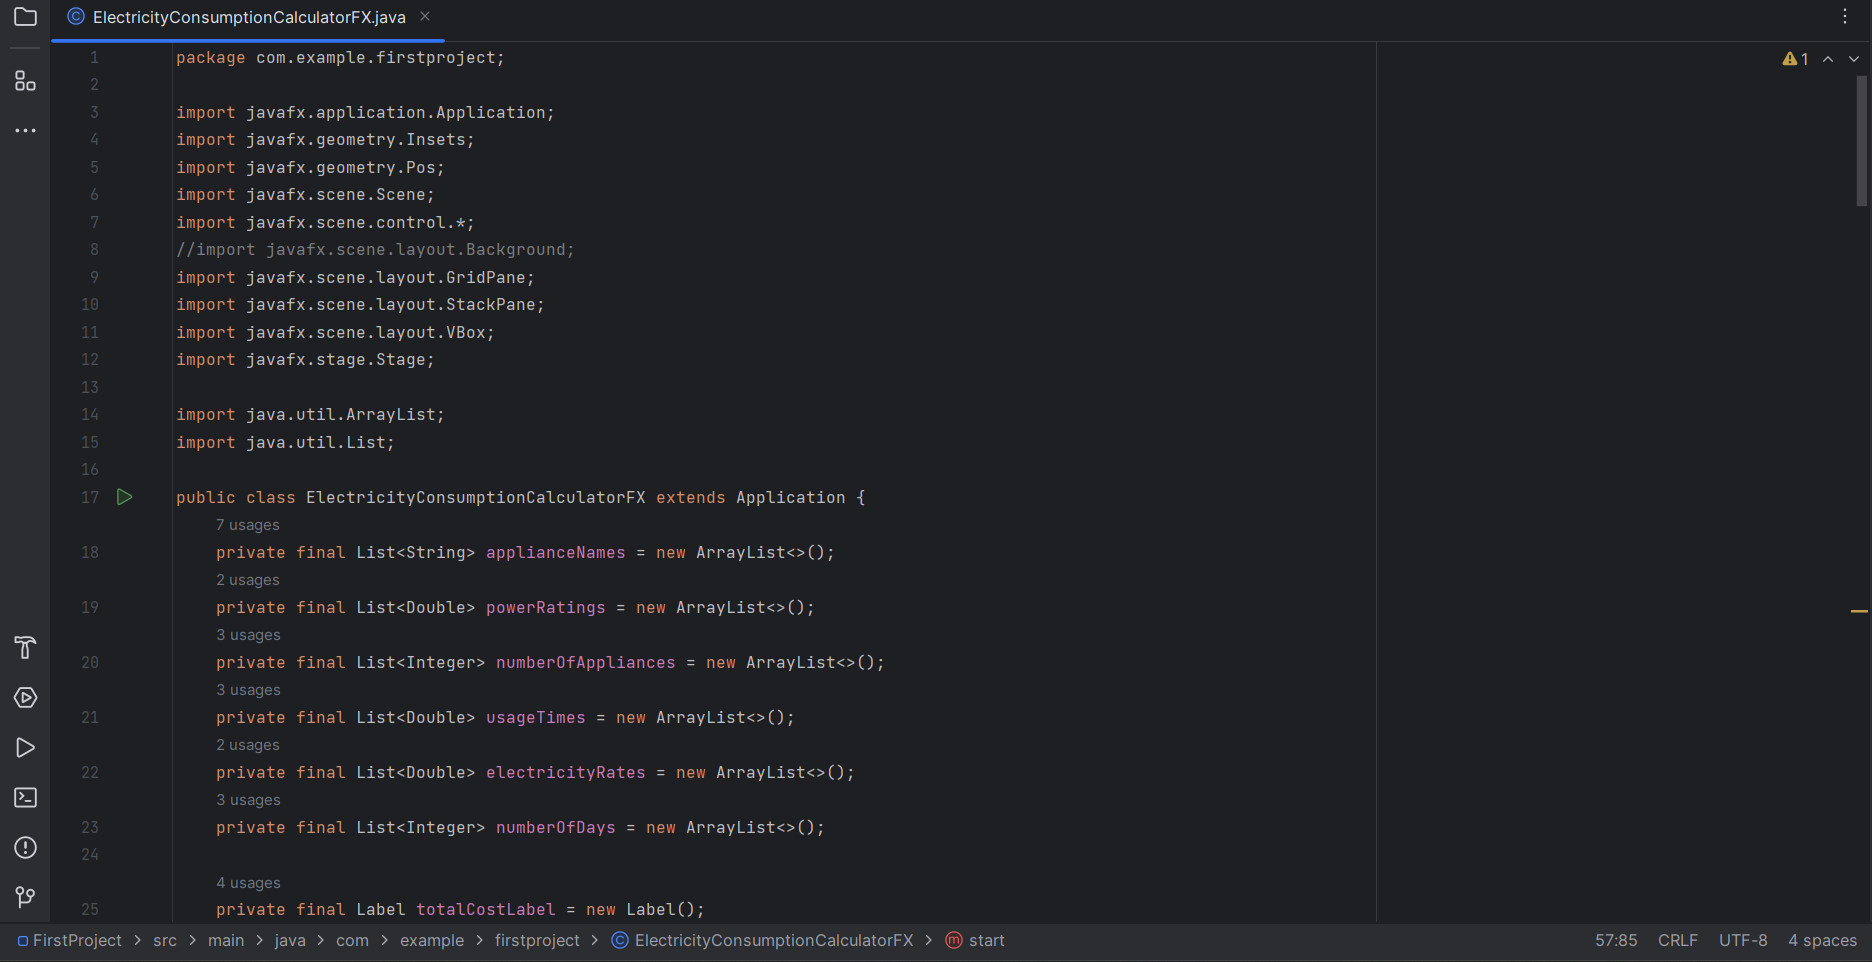 ElectricityConsumptionCalculatorFX.java
1 package com.example.firstproject;
2
3 import javafx.application.Application;
4 import javafx.geometry.Insets;
5 import javafx.geometry.Pos;
6 import javafx.scene.Scene;
7 import javafx.scene.control.*;
8 //import javafx.scene.layout.Background;
9 import javafx.scene.layout.GridPane;
10 import javafx.scene.layout.StackPane;
11 import javafx.scene.layout.VBox;
12 import javafx.stage.Stage;
13
14 import java.util.ArrayList;
15 import java.util.List;
16
17 public class ElectricityConsumptionCalculatorFX extends Application {
7 usages
18 private final List<String> applianceNames = new ArrayList<>();
2 usages
19 private final List<Double> powerRatings = new ArrayList<>();
3 usages
20 private final List<Integer> numberOfAppliances = new ArrayList<>();
3 usages
21 private final List<Double> usageTimes = new ArrayList<>();
2 usages
22 private final List<Double> electricityRates = new ArrayList<>();
3 usages
23 private final List<Integer> numberOfDays = new ArrayList<>();
24
4 usages
25 private final Label totalCostLabel = new Label();
1
FirstProject > src > main > java > com > example > firstproject > ElectricityConsumptionCalculatorFX > start 57:85 CRLF UTF-8 4 spaces